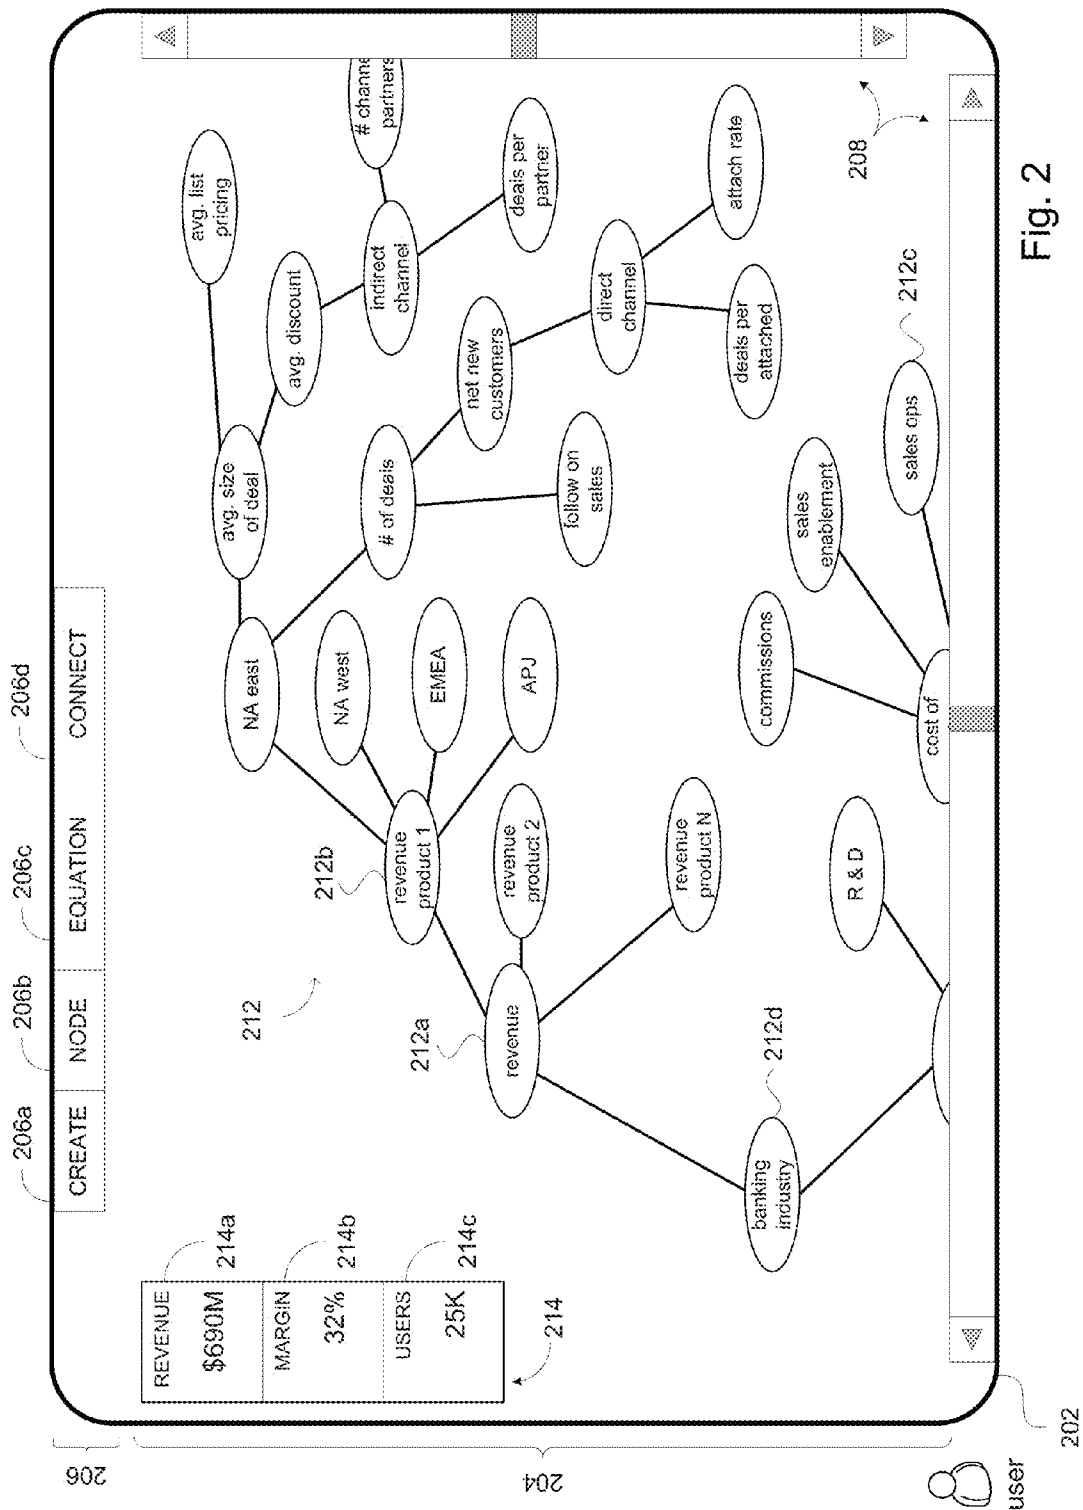 206a
206b
206c
206d
206
CREATE
NODE
EQUATION
CONNECT
REVENUE
$690M
214a
MARGIN
32%
214b
USERS
25K
214c
214
204
212
212b
212a
avg. list
pricing
avg. size
of deal
avg. discount
NA east
NA west
EMEA
APJ
# of deals
indirect
channel
# channe
partners
deals per
partner
net new
customers
follow on
sales
direct
channel
attach rate
deals per
attached
revenue
product 1
revenue
product 2
revenue
product N
revenue
banking
industry
212d
R & D
commissions
sales
enablement
sales ops
212c
cost of
208
user
202
Fig. 2